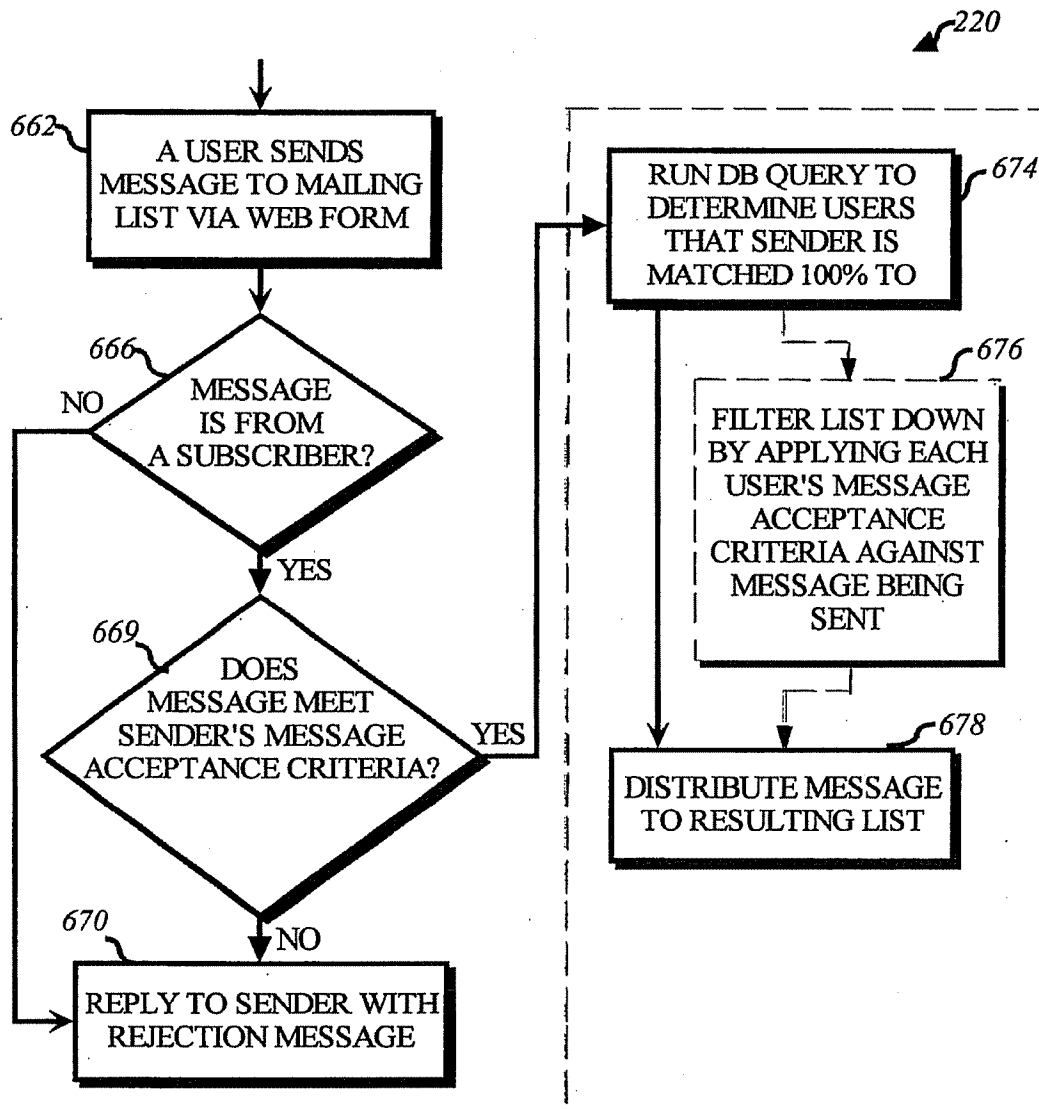 220
662
A USER SENDS
MESSAGE TO MAILING
LIST VIA WEB FORM
666
NO
MESSAGE
IS FROM
A SUBSCRIBER?
YES
669
DOES
MESSAGE MEET
SENDER'S MESSAGE
ACCEPTANCE CRITERIA?
YES
NO
670
REPLY TO SENDER WITH
REJECTION MESSAGE
674
RUN DB QUERY TO
DETERMINE USERS
THAT SENDER IS
MATCHED 100% TO
676
FILTER LIST DOWN
BY APPLYING EACH
USER'S MESSAGE
ACCEPTANCE
CRITERIA AGAINST
MESSAGE BEING
SENT
678
DISTRIBUTE MESSAGE
TO RESULTING LIST